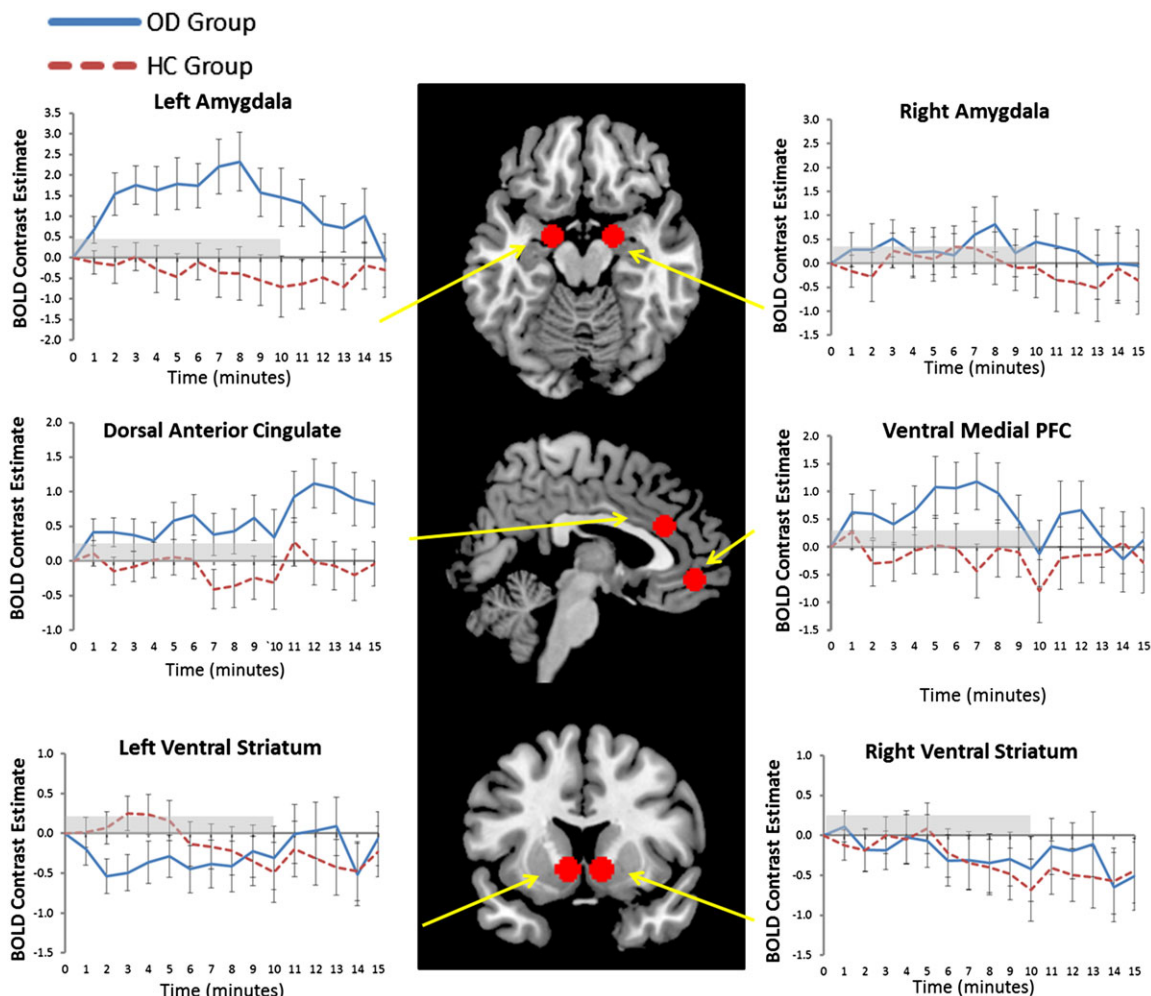 OD Group
HC Group
Left Amygdala
BOLD Contrast Estimate
3.5
3.0
2.5
2.0
1.5
1.0
0.5
0.0
-0.5
-1.0
-1.5
-2.0
0 1 2 3 4 5 6 7 8 9 10 11 12 13 14 15
Time (minutes)
Right Amygdala
BOLD Contrast Estimate
3.0
2.5
2.0
1.5
1.0
0.5
0.0
-0.5
-1.0
-1.5
0 1 2 3 4 5 6 7 8 9 10 11 12 13 14 15
Time (minutes)
Dorsal Anterior Cingulate
BOLD Contrast Estimate
2.0
1.5
1.0
0.5
0.0
-0.5
-1.0
0 1 2 3 4 5 6 7 8 9 `10 11 12 13 14 15
Time (minutes)
Ventral Medial PFC
BOLD Contrast Estimate
2.0
1.5
1.0
0.5
0.0
-0.5
-1.0
-1.5
0 1 2 3 4 5 6 7 8 9 10 11 12 13 14 15
Time (minutes)
Left Ventral Striatum
BOLD Contrast Estimate
1.0
0.5
0.0
-0.5
-1.0
-1.5
0 1 2 3 4 5 6 7 8 9 10 11 12 13 14 15
Time (minutes)
Right Ventral Striatum
BOLD Contrast Estimate
1.0
0.5
0.0
-0.5
-1.0
-1.5
0 1 2 3 4 5 6 7 8 9 10 11 12 13 14 15
Time (minutes)